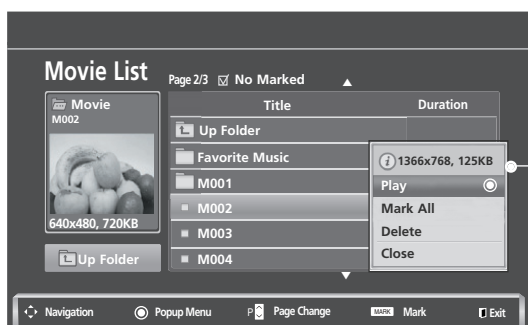 Movie List
Page 2/3 No Marked
Movie
M002
640x480, 720KB
Up Folder
Title Duration
Up Folder
Favorite Music
M001
M002
M003
M004
1366x768, 125KB
Play
Mark All
Delete
Close
Navigation Popup Menu P Page Change MARK Mark Exit